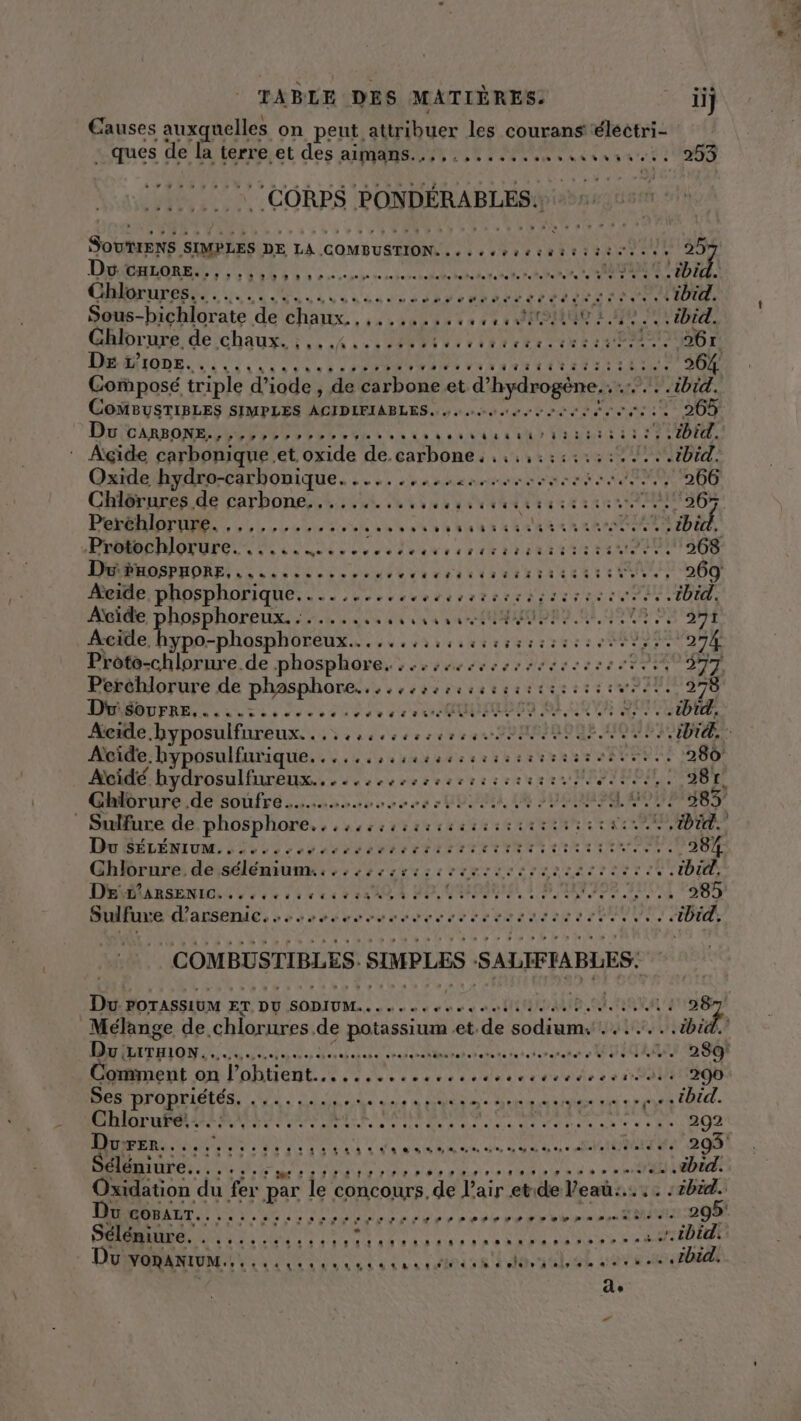 TABLE DES MATIÈRES. iij
Causes auxquelles on peut attribuer les courans électri-
ques de la terre et des aimans.................. 253
CORPS PONDÉRABLES.
SOUTIENS SIMPLES DE LA COMBUSTION.................. 257
DU CHLORE.................. ibid.
Chlorures.................. ibid.
Sous-bichlorate de chaux.................. ibid.
Chlorure de chaux.................. 261
DE L'IODE.................. 264
Composé triple d'iode, de carbone et d'hydrogène........ ibid.
COMBUSTIBLES SIMPLES ACIDIFIABLES.................. 265
DU CARBONE.................. ibid.
Acide carbonique et oxide de carbone.................. ibid.
Oxide hydro-carbonique.................. 266
Chlorures de carbone.................. 267
Perchlorure.................. ibid.
Protochlorure.................. 268
DU PHOSPHORE.................. 269
Acide phosphorique.................. ibid.
Acide phosphoreux.................. 271
Acide hypo-phosphoreux.................. 274
Proto-chlorure de phosphore.................. 277
Perchlorure de phosphore.................. 278
DU SOUFRE.................. ibid.
Acide hyposulfureux.................. ibid.
Acide hyposulfurique.................. 280
Acide hydrosulfureux.................. 281
Chlorure de soufre.................. 283
Sulfure de phosphore.................. ibid.
DU SÉLÉNIUM.................. 284
Chlorure de sélénium.................. ibid.
DE L'ARSENIC.................. 285
Sulfure d'arsenic.................. ibid.
COMBUSTIBLES SIMPLES SALIFIABLES.
DU POTASSIUM ET DU SODIUM.................. 287
Mélange de chlorures de potassium et de sodium........ ibid.
DU LITHION.................. 289
Comment on l'obtient.................. 290
Ses propriétés.................. ibid.
Chlorure.................. 292
DU FER.................. 293
Séléniure.................. ibid.
Oxidation du fer par le concours de l'air et de l'eau...... ibid.
DU COBALT.................. 295
Séléniure.................. ibid.
DU VORANIUM.................. ibid.
a.